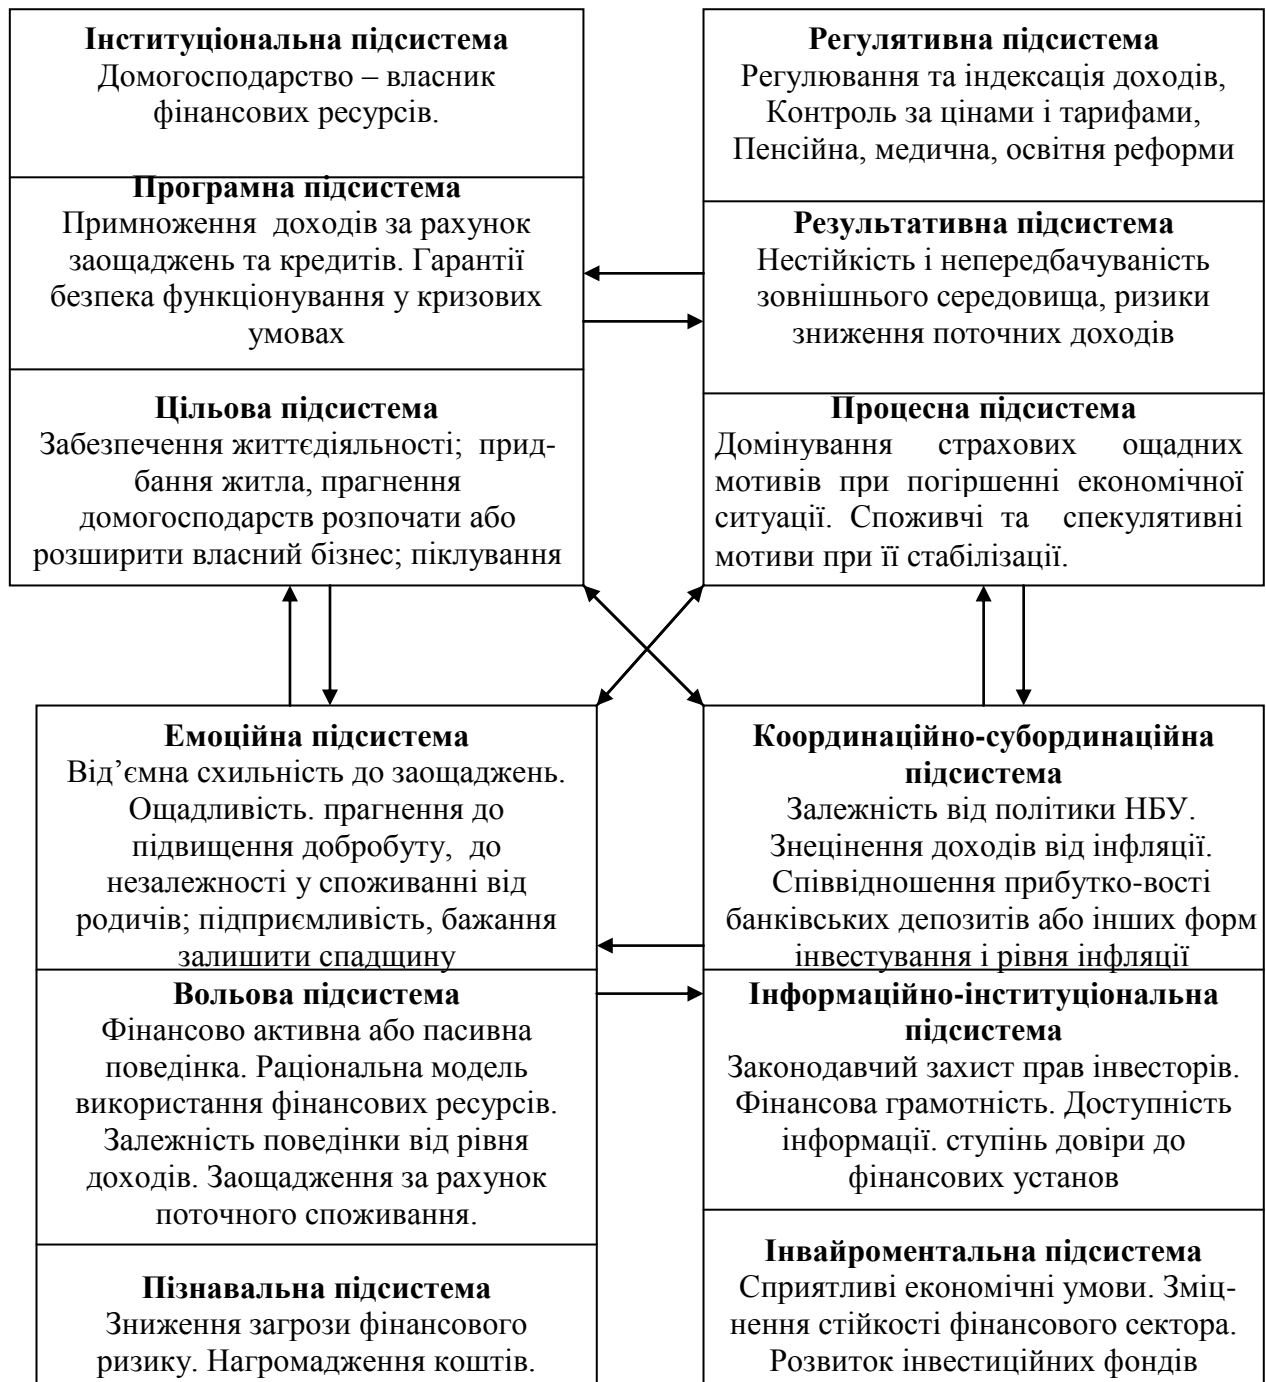 Інституціональна підсистема
Домогосподарство – власник
фінансових ресурсів.
Програмна підсистема
Примноження доходів за рахунок
заощаджень та кредитів. Гарантії
безпека функціонування у кризових
умовах
Цільова підсистема
Забезпечення життєдіяльності; прид-
бання житла, прагнення
домогосподарств розпочати або
розширити власний бізнес; піклування
Регулятивна підсистема
Регулювання та індексація доходів,
Контроль за цінами і тарифами,
Пенсійна, медична, освітня реформи
Результативна підсистема
Нестійкість і непередбачуваність
зовнішнього середовища, ризики
зниження поточних доходів
Процесна підсистема
Домінування страхових ощадних
мотивів при погіршенні економічної
ситуації. Споживчі та спекулятивні
мотиви при її стабілізації.
Емоційна підсистема
Від’ємна схильність до заощаджень.
Ощадливість. прагнення до
підвищення добробуту, до
незалежності у споживанні від
родичів; підприємливість, бажання
залишити спадщину
Вольова підсистема
Фінансово активна або пасивна
поведінка. Раціональна модель
використання фінансових ресурсів.
Залежність поведінки від рівня
доходів. Заощадження за рахунок
поточного споживання.
Пізнавальна підсистема
Зниження загрози фінансового
ризику. Нагромадження коштів.
Координаційно-субординаційна
підсистема
Залежність від політики НБУ.
Знецінення доходів від інфляції.
Співвідношення прибутко-вості
банківських депозитів або інших форм
інвестування і рівня інфляції
Інформаційно-інституціональна
підсистема
Законодавчий захист прав інвесторів.
Фінансова грамотність. Доступність
інформації. ступінь довіри до
фінансових установ
Інвайроментальна підсистема
Сприятливі економічні умови. Зміц-
нення стійкості фінансового сектора.
Розвиток інвестиційних фондів